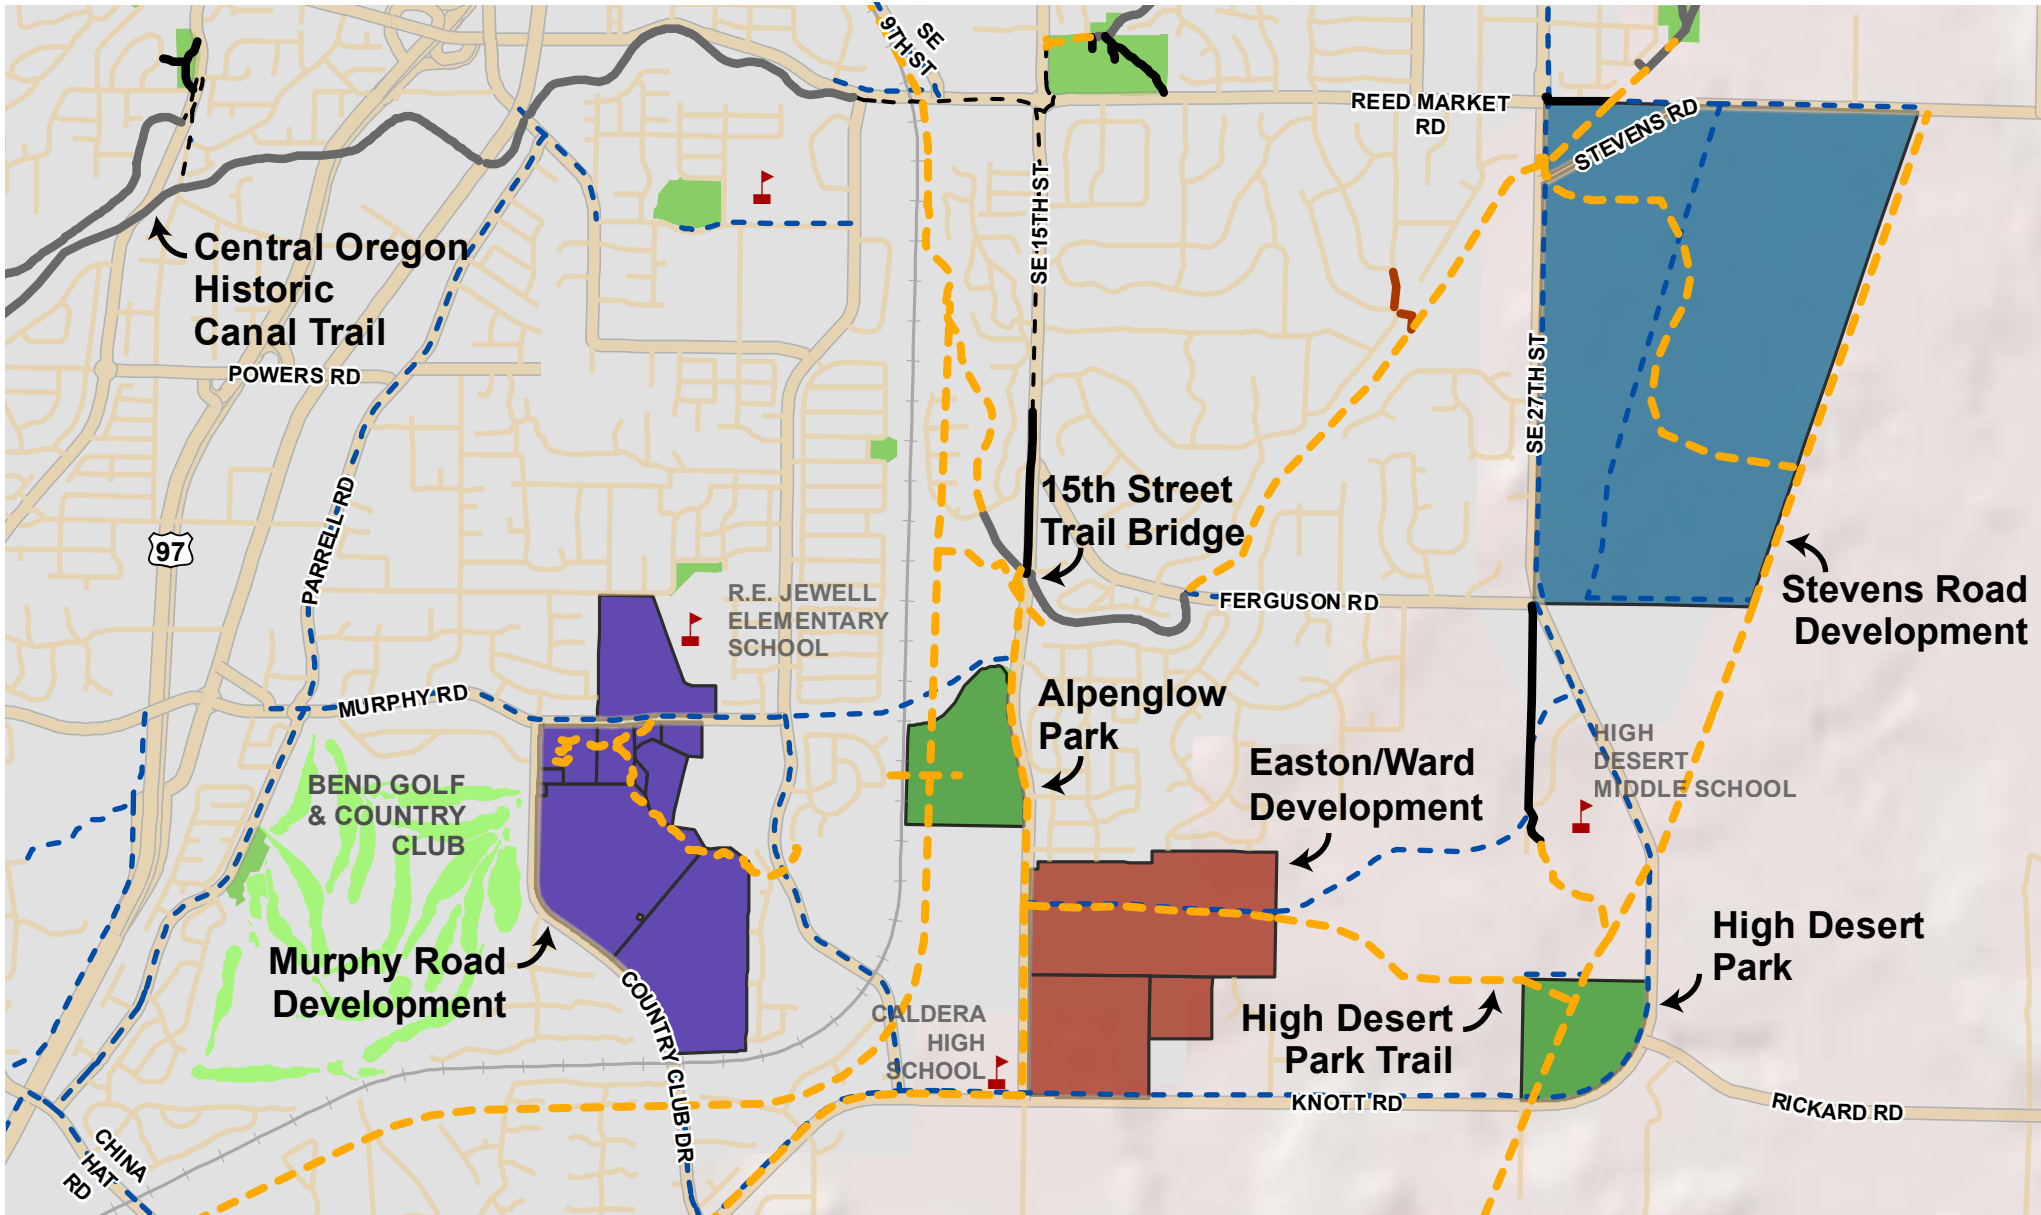 SE
9TH ST
REED MARKET
RD
STEVENS RD
SE 15TH ST
Central Oregon
Historic
Canal Trail
POWERS RD
SE 27TH ST
97
PARRELL RD
15th Street
Trail Bridge
FERGUSON RD
Stevens Road
Development
R.E. JEWELL
ELEMENTARY
SCHOOL
MURPHY RD
Alpenglow
Park
HIGH
DESERT
MIDDLE SCHOOL
Easton/Ward
Development
BEND GOLF
& COUNTRY
CLUB
High Desert
Park
Murphy Road
Development
COUNTRY CLUB DR
CALDERA
HIGH
SCHOOL
High Desert
Park Trail
KNOTT RD
RICKARD RD
CHINA
HAT
RD